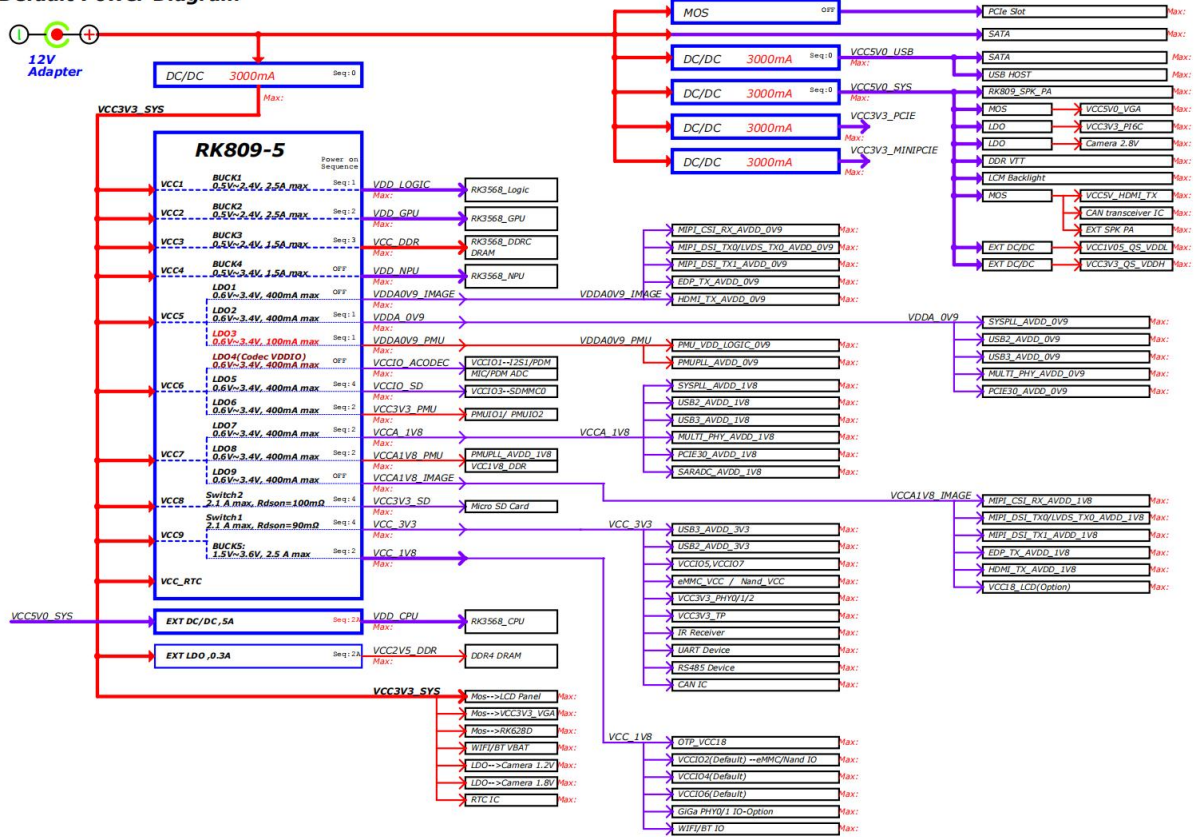 Default Power Diagram
12V
Adapter
DC/DC 3000mA Seq:0
Max:
VCC3V3_SYS
MOS OFF
PCIe Slot Max:
SATA Max:
DC/DC 3000mA Seq:0
Max:
VCC5V0_USB
SATA Max:
USB HOST Max:
DC/DC 3000mA Seq:0
Max:
VCC5V0_SYS
RK809_SPK_PA Max:
MOS VCC5V0_VGA Max:
DC/DC 3000mA
Max:
VCC3V3_PCIE
LDO VCC3V3_PI6C Max:
LDO Camera 2.8V Max:
DC/DC 3000mA
Max:
VCC3V3_MINIPCIE
DDR VTT Max:
LCM Backlight Max:
MOS VCC5V_HDMI_TX Max:
CAN transceiver IC Max:
EXT SPK PA Max:
EXT DC/DC VCC1V05_QS_VDDL Max:
EXT DC/DC VCC3V3_QS_VDDH Max:
RK809-5
Power on
Sequence
VCC1
BUCK1
0.5V~2.4V, 2.5A max Seq:1
VDD_LOGIC
Max:
RK3568_Logic
VCC2
BUCK2
0.5V~2.4V, 2.5A max Seq:2
VDD_GPU
Max:
RK3568_GPU
VCC3
BUCK3
0.5V~2.4V, 1.5A max Seq:3
VCC_DDR
Max:
RK3568_DDRC
DRAM
VCC4
BUCK4
0.5V~3.4V, 1.5A max OFF
VDD_NPU
Max:
RK3568_NPU
VCC5
LDO1
0.6V~3.4V, 400mA max OFF
VDDA0V9_IMAGE
Max:
VDDA0V9_IMAGE
MIPI_CSI_RX_AVDD_0V9 Max:
MIPI_DSI_TX0/LVDS_TX0_AVDD_0V9 Max:
MIPI_DSI_TX1_AVDD_0V9 Max:
EDP_TX_AVDD_0V9 Max:
HDMI_TX_AVDD_0V9 Max:
LDO2
0.6V~3.4V, 400mA max Seq:1
VDDA_0V9
Max:
VDDA_0V9
SYSPLL_AVDD_0V9 Max:
USB2_AVDD_0V9 Max:
USB3_AVDD_0V9 Max:
MULTI_PHY_AVDD_0V9 Max:
PCIE30_AVDD_0V9 Max:
LDO3
0.6V~3.4V, 100mA max Seq:1
VDDA0V9_PMU
Max:
VDDA0V9_PMU
PMU_VDD_LOGIC_0V9 Max:
PMUPLL_AVDD_0V9 Max:
VCC6
LDO4(Codec VDDIO)
0.6V~3.4V, 400mA max OFF
VCCIO_ACODEC
Max:
VCCIO1--I2S1/PDM
MIC/PDM ADC
LDO5
0.6V~3.4V, 400mA max Seq:4
VCCIO_SD
Max:
VCCIO3--SDMMC0
LDO6
0.6V~3.4V, 400mA max Seq:2
VCC3V3_PMU
Max:
PMUIO1/ PMUIO2
VCC7
LDO7
0.6V~3.4V, 400mA max Seq:2
VCCA_1V8
Max:
VCCA_1V8
SYSPLL_AVDD_1V8 Max:
USB2_AVDD_1V8 Max:
USB3_AVDD_1V8 Max:
MULTI_PHY_AVDD_1V8 Max:
PCIE30_AVDD_1V8 Max:
SARADC_AVDD_1V8 Max:
LDO8
0.6V~3.4V, 400mA max Seq:2
VCCA1V8_PMU
Max:
PMUPLL_AVDD_1V8
VCC1V8_DDR
LDO9
0.6V~3.4V, 400mA max OFF
VCCA1V8_IMAGE
Max:
VCCA1V8_IMAGE
MIPI_CSI_RX_AVDD_1V8 Max:
MIPI_DSI_TX0/LVDS_TX0_AVDD_1V8 Max:
MIPI_DSI_TX1_AVDD_1V8 Max:
EDP_TX_AVDD_1V8 Max:
HDMI_TX_AVDD_1V8 Max:
VCC18_LCD(Option) Max:
VCC8
Switch2
2.1 A max, Rdson=100mΩ Seq:4
VCC3V3_SD
Max:
Micro SD Card
VCC9
Switch1
2.1 A max, Rdson=90mΩ Seq:4
VCC_3V3
Max:
VCC_3V3
USB3_AVDD_3V3 Max:
USB2_AVDD_3V3 Max:
VCCIO5,VCCIO7 Max:
eMMC_VCC / Nand_VCC Max:
VCC3V3_PHY0/1/2 Max:
VCC3V3_TP Max:
IR Receiver Max:
UART Device Max:
RS485 Device Max:
CAN IC Max:
BUCK5:
1.5V~3.6V, 2.5 A max Seq:2
VCC_1V8
Max:
VCC_RTC
VCC5V0_SYS
EXT DC/DC ,5A Seq:2A
VDD_CPU
Max:
RK3568_CPU
EXT LDO ,0.3A Seq:2A
VCC2V5_DDR
Max:
DDR4 DRAM
VCC3V3_SYS
Mos-->LCD Panel Max:
Mos-->VCC3V3_VGA Max:
Mos-->RK628D Max:
WIFI/BT VBAT Max:
LDO-->Camera 1.2V Max:
LDO-->Camera 1.8V Max:
RTC IC Max:
VCC_1V8
OTP_VCC18 Max:
VCCIO2(Default) --eMMC/Nand IO Max:
VCCIO4(Default) Max:
VCCIO6(Default) Max:
GiGa PHY0/1 IO-Option Max:
WIFI/BT IO Max: